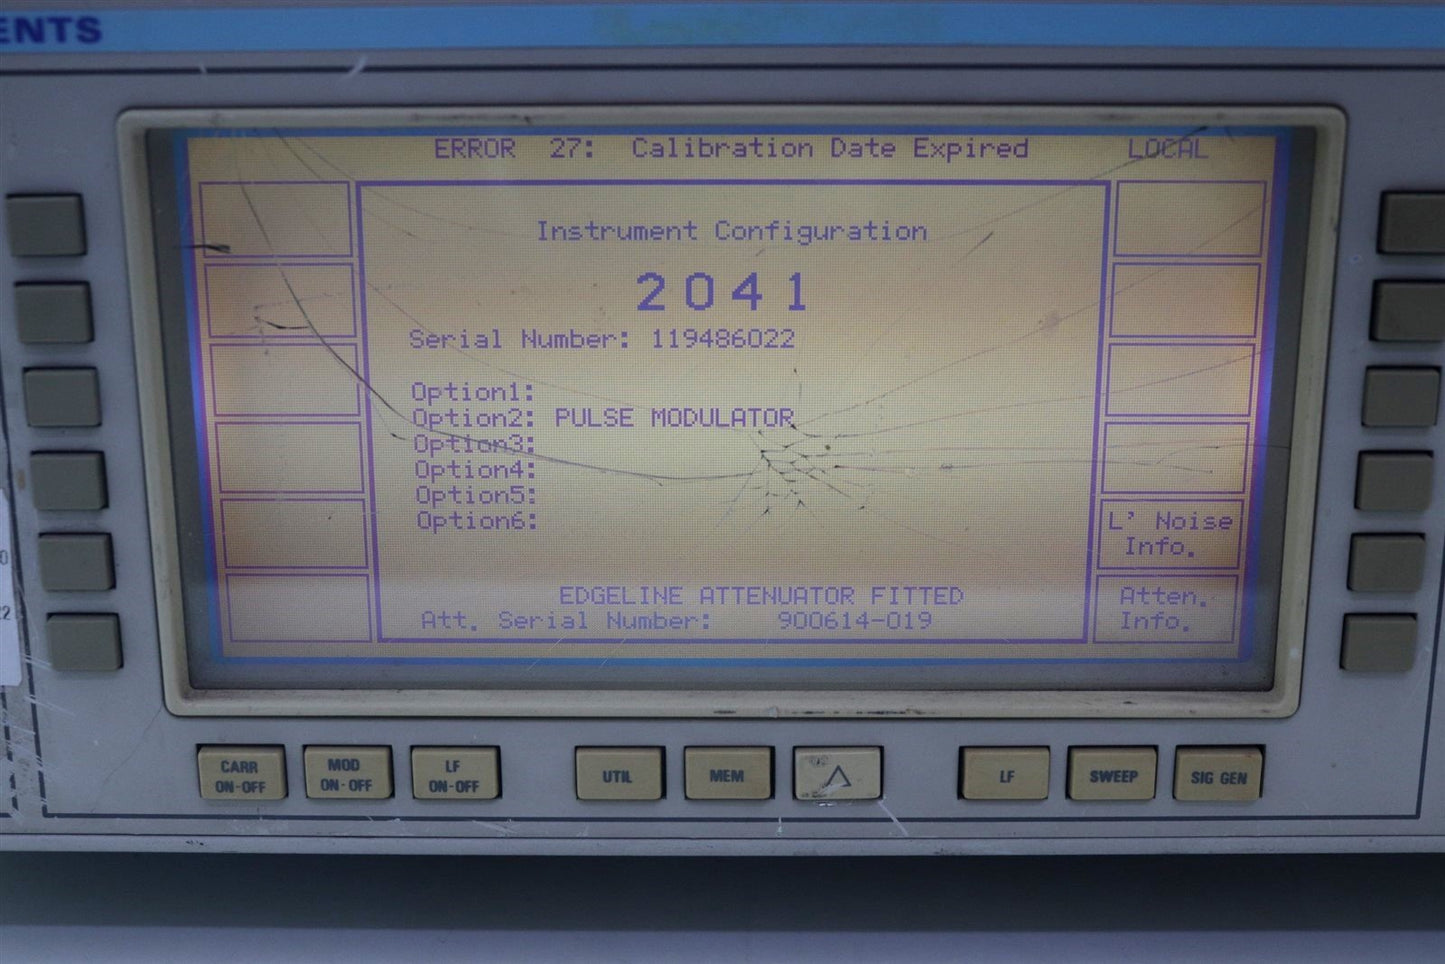 ENTS
ERROR 27: Calibration Date Expired LOCAL
Instrument Configuration
2041
Serial Number: 119486022
Option1:
Option2: PULSE MODULATOR
Option3:
Option4:
Option5:
Option6:
L' Noise
Info.
EDGELINE ATTENUATOR FITTED
Att. Serial Number: 900614-019
Atten.
Info.
0
22
CARR
ON-OFF
MOD
ON-OFF
LF
ON-OFF
UTIL
MEM
△
LF
SWEEP
SIG GEN